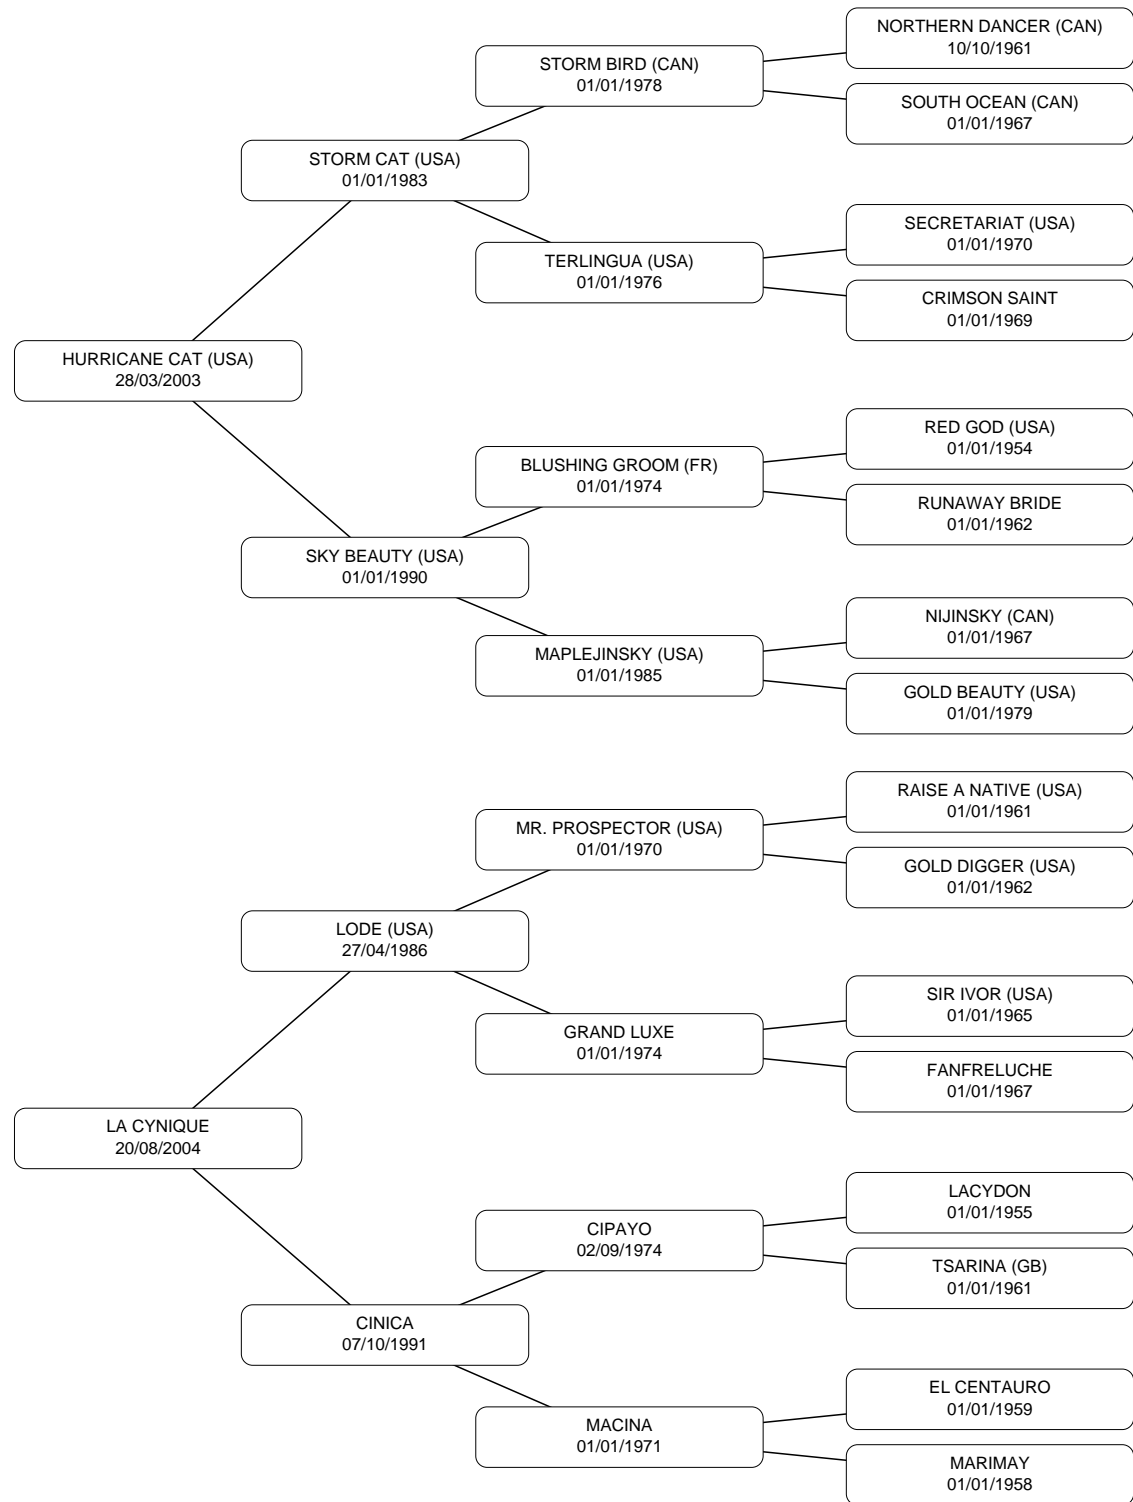 NORTHERN DANCER (CAN)
10/10/1961
STORM BIRD (CAN)
01/01/1978
SOUTH OCEAN (CAN)
01/01/1967
STORM CAT (USA)
01/01/1983
SECRETARIAT (USA)
01/01/1970
TERLINGUA (USA)
01/01/1976
CRIMSON SAINT
01/01/1969
HURRICANE CAT (USA)
28/03/2003
RED GOD (USA)
01/01/1954
BLUSHING GROOM (FR)
01/01/1974
RUNAWAY BRIDE
01/01/1962
SKY BEAUTY (USA)
01/01/1990
NIJINSKY (CAN)
01/01/1967
MAPLEJINSKY (USA)
01/01/1985
GOLD BEAUTY (USA)
01/01/1979
RAISE A NATIVE (USA)
01/01/1961
MR. PROSPECTOR (USA)
01/01/1970
GOLD DIGGER (USA)
01/01/1962
LODE (USA)
27/04/1986
SIR IVOR (USA)
01/01/1965
GRAND LUXE
01/01/1974
FANFRELUCHE
01/01/1967
LA CYNIQUE
20/08/2004
LACYDON
01/01/1955
CIPAYO
02/09/1974
TSARINA (GB)
01/01/1961
CINICA
07/10/1991
EL CENTAURO
01/01/1959
MACINA
01/01/1971
MARIMAY
01/01/1958